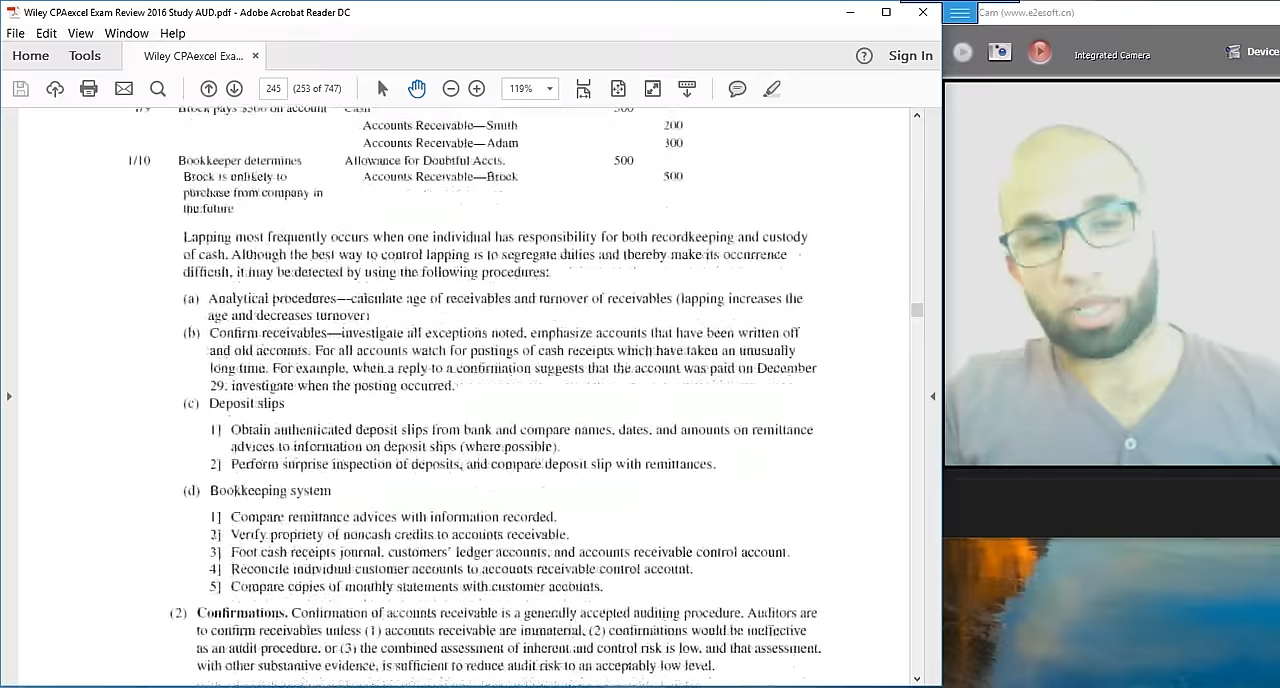 Wiley CPAexcel Exam Review 2016 Study AUD.pdf - Adobe Acrobat Reader DC
Cam (www.e2esoft.cn)
File Edit View Window Help
Home Tools Wiley CPAexcel Exa... × Sign In
Integrated Camera Device
245 (253 of 747) 119%
1/9 Brock pays $500 on account Cash 500
Accounts Receivable—Smith 200
Accounts Receivable—Adam 300
1/10 Bookkeeper determines Allowance for Doubtful Accts. 500
Brock is unlikely to Accounts Receivable—Brock 500
purchase from company in
the future
Lapping most frequently occurs when one individual has responsibility for both recordkeeping and custody
of cash. Although the best way to control lapping is to segregate duties and thereby make its occurrence
difficult, it may be detected by using the following procedures:
(a) Analytical procedures—calculate age of receivables and turnover of receivables (lapping increases the
age and decreases turnover)
(b) Confirm receivables—investigate all exceptions noted, emphasize accounts that have been written off
and old accounts. For all accounts watch for postings of cash receipts which have taken an unusually
long time. For example, when a reply to a confirmation suggests that the account was paid on December
29, investigate when the posting occurred.
(c) Deposit slips
1] Obtain authenticated deposit slips from bank and compare names, dates, and amounts on remittance
advices to information on deposit slips (where possible).
2] Perform surprise inspection of deposits, and compare deposit slip with remittances.
(d) Bookkeeping system
1] Compare remittance advices with information recorded.
2] Verify propriety of noncash credits to accounts receivable.
3] Foot cash receipts journal, customers' ledger accounts, and accounts receivable control account.
4] Reconcile individual customer accounts to accounts receivable control account.
5] Compare copies of monthly statements with customer accounts.
(2) Confirmations. Confirmation of accounts receivable is a generally accepted auditing procedure. Auditors are
to confirm receivables unless (1) accounts receivable are immaterial, (2) confirmations would be ineffective
as an audit procedure, or (3) the combined assessment of inherent and control risk is low, and that assessment,
with other substantive evidence, is sufficient to reduce audit risk to an acceptably low level.